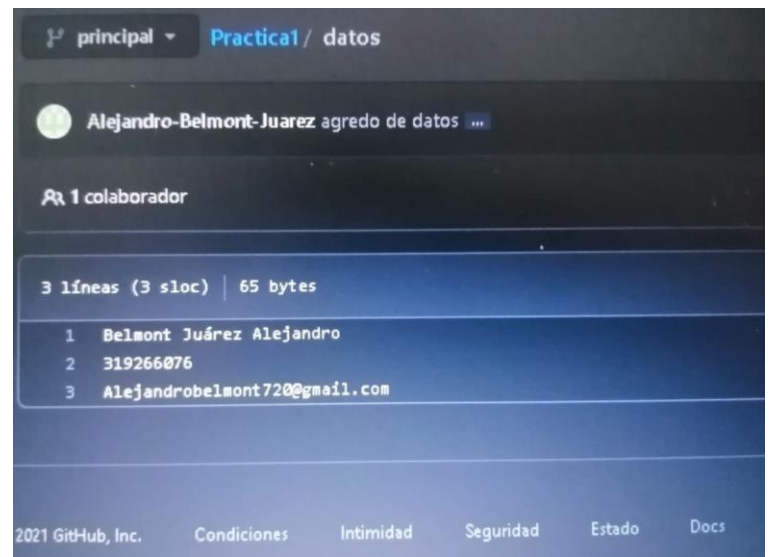 principal Practica1 / datos
Alejandro-Belmont-Juarez agredo de datos ...
1 colaborador
3 líneas (3 sloc) | 65 bytes
1 Belmont Juárez Alejandro
2 319266076
3 Alejandrobelmont720@gmail.com
2021 GitHub, Inc. Condiciones Intimidad Seguridad Estado Docs